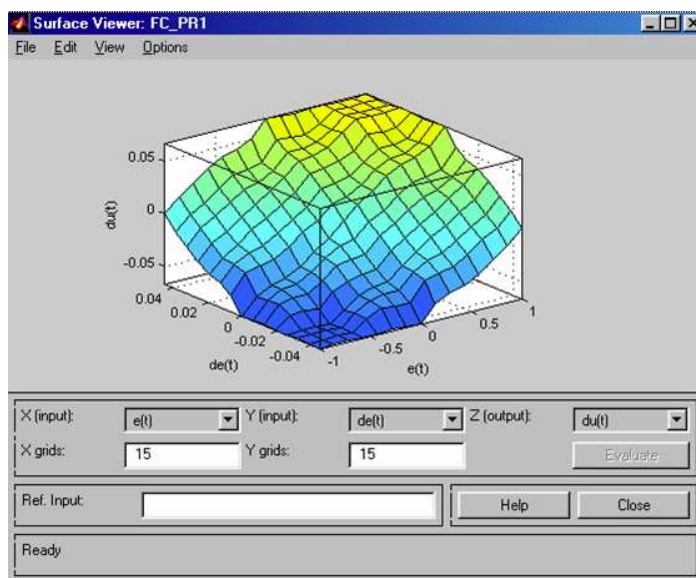 Surface Viewer: FC_PR1
File Edit View Options
0.05
0
-0.05
du(t)
0.04
0.02
0
-0.02
-0.04
de(t)
-1
-0.5
0
0.5
1
e(t)
X (input): e(t) Y (input): de(t) Z (output): du(t)
X grids: 15 Y grids: 15 Evaluate
Ref. Input: Help Close
Ready